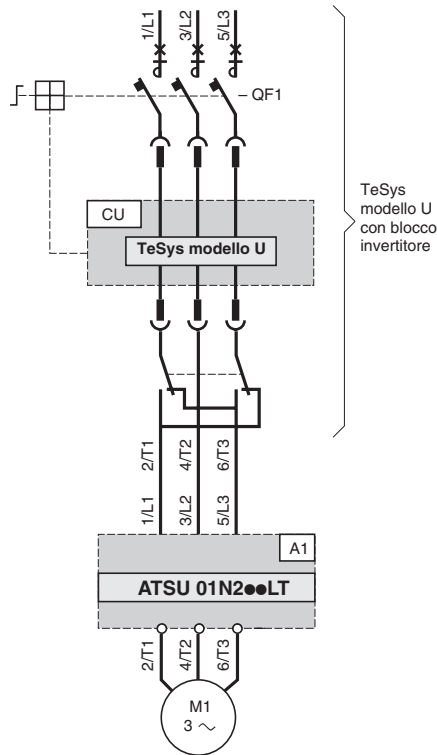 1/L1
3/L2
5/L3
QF1
CU
TeSys modello U
TeSys
modello U
con blocco
invertitore
2/T1
4/T2
6/T3
1/L1
3/L2
5/L3
A1
ATSU 01N2●●LT
2/T1
4/T2
6/T3
M1
3 ~